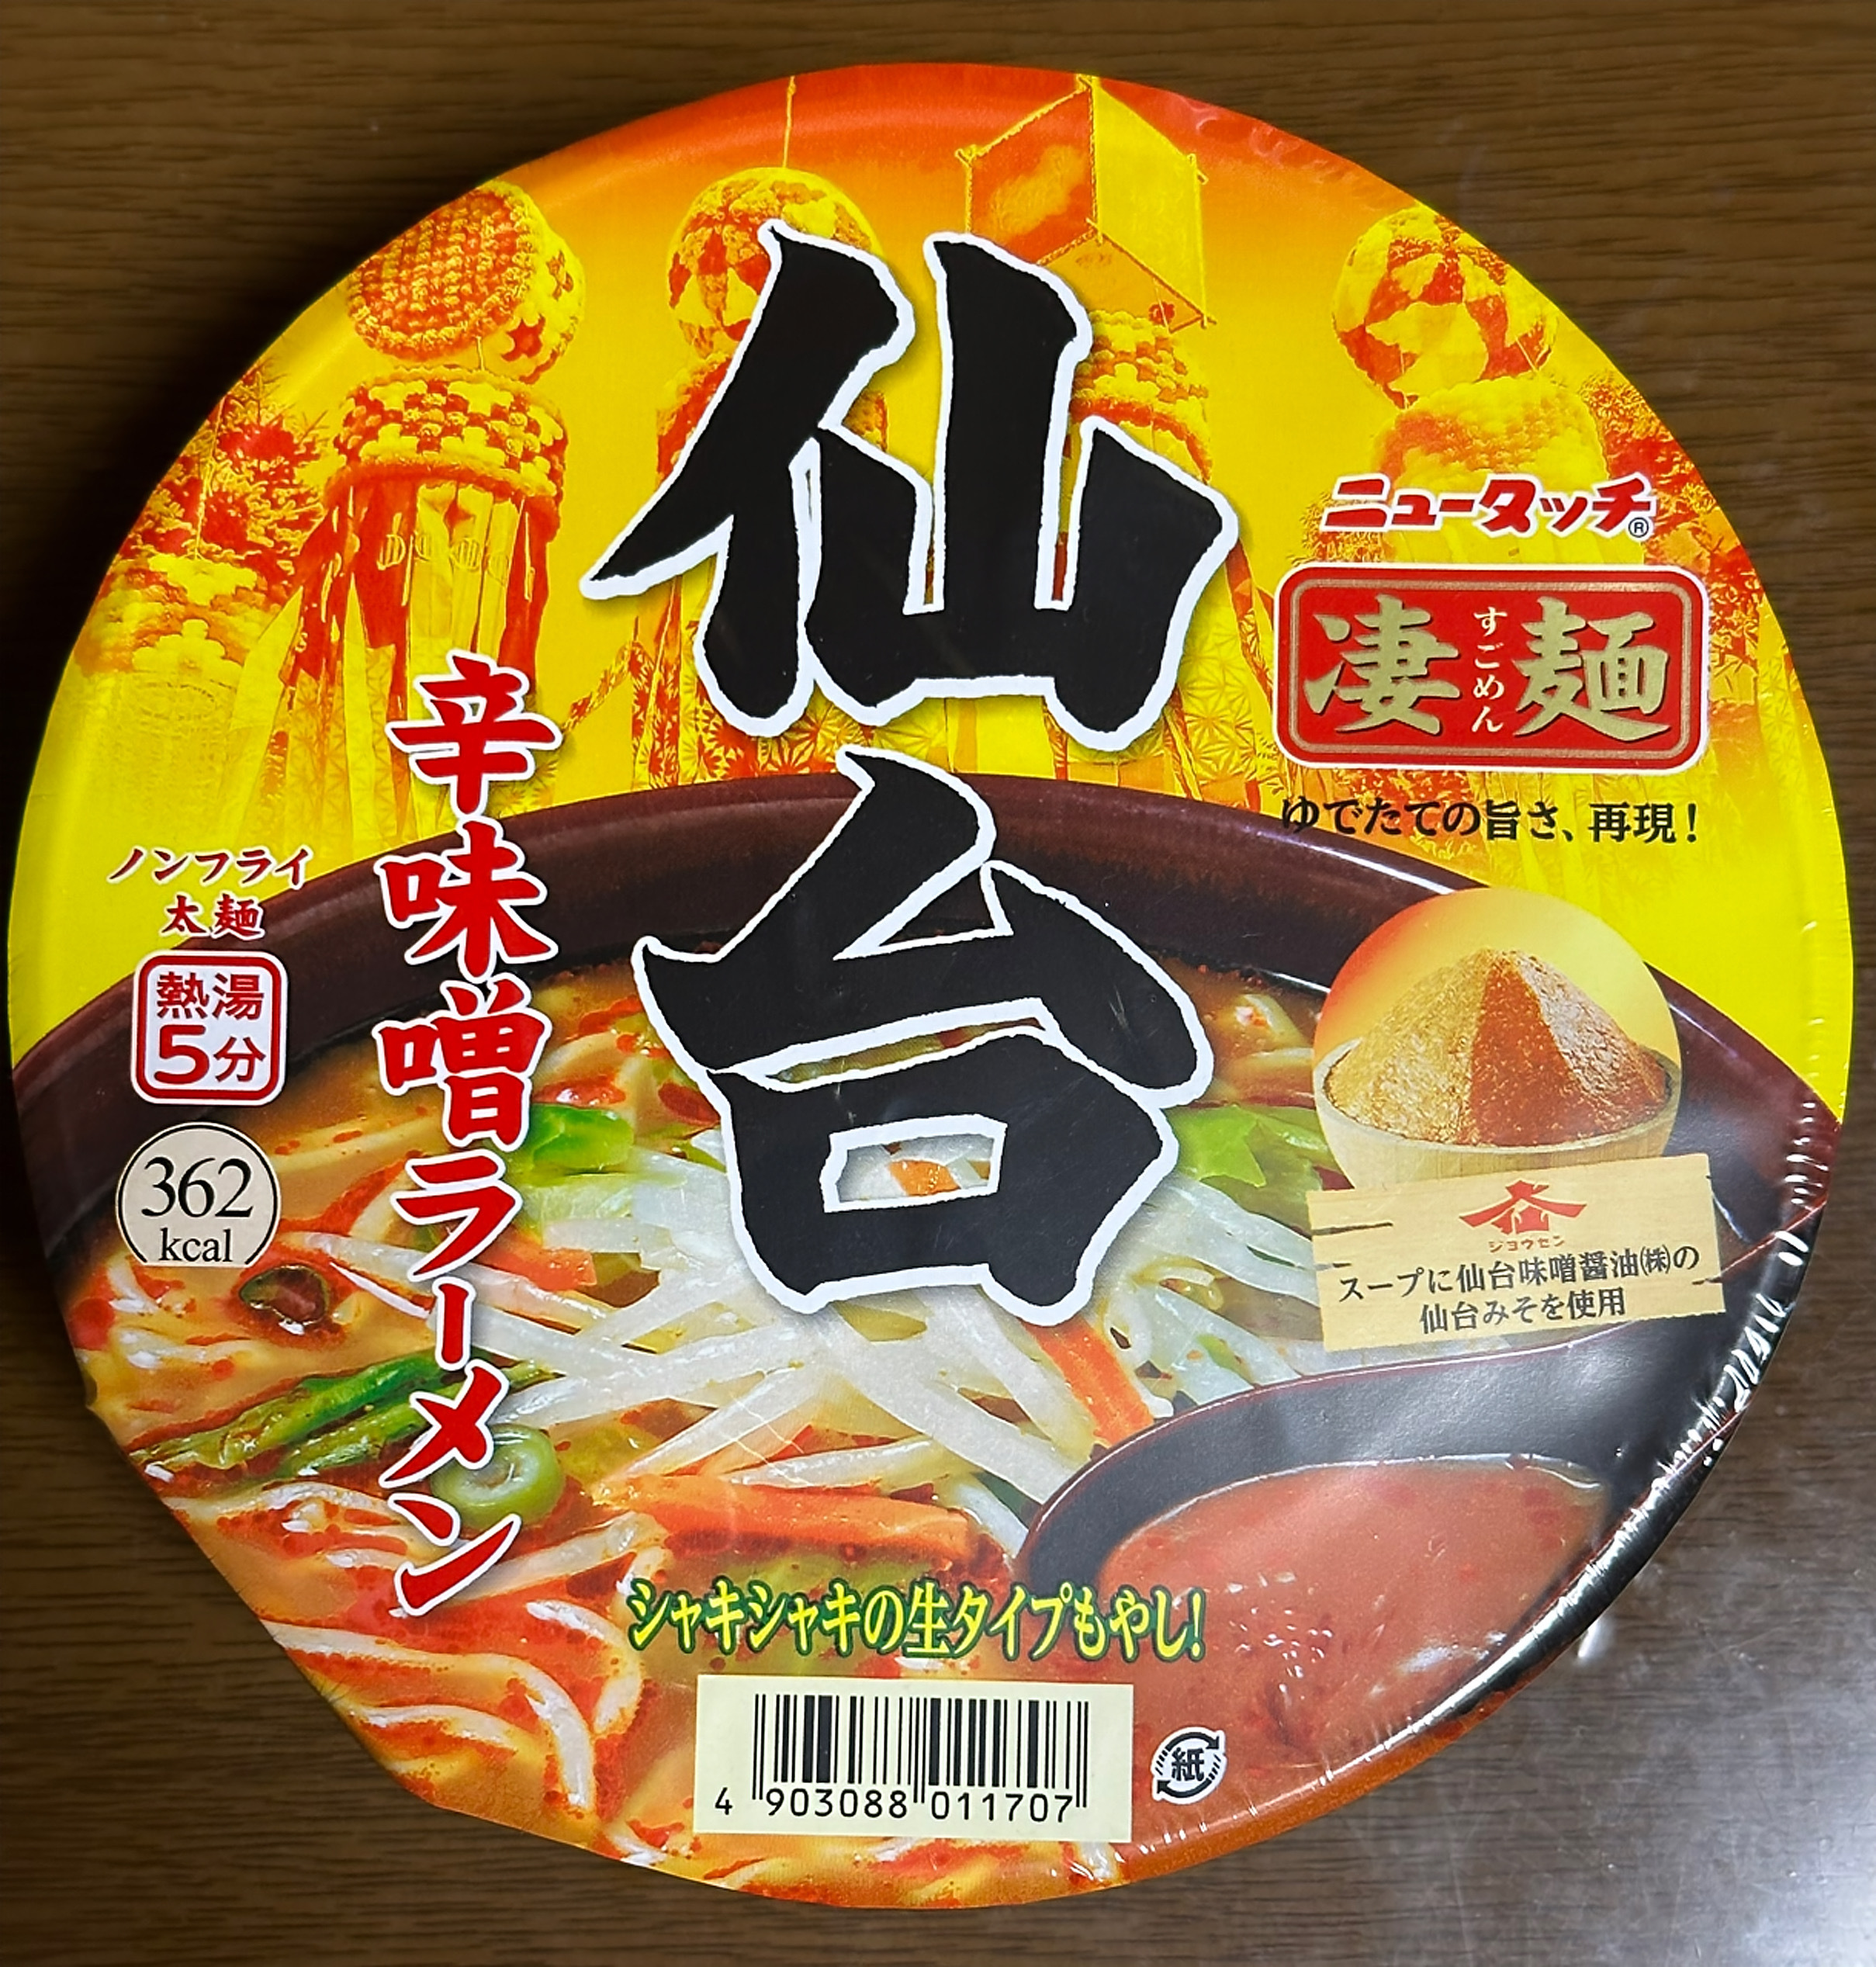 仙台
辛味噌ラーメン
ニュータッチ®
凄麺
すごめん
ゆでたての旨さ、再現！
ノンフライ
太麺
熱湯
5分
362
kcal
仙
ジョウセン
スープに仙台味噌醤油㈱の
仙台みそを使用
シャキシャキの生タイプもやし!
4 903088 011707
紙